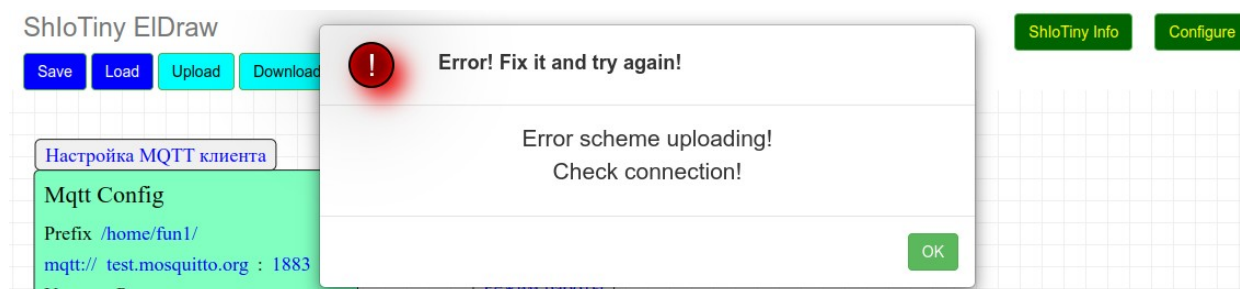 ShIoTiny ElDraw
ShIoTiny Info
Configure
Save
Load
Upload
Download
!
Error! Fix it and try again!
Error scheme uploading!
Check connection!
OK
Настройка MQTT клиента
Mqtt Config
Prefix /home/fun1/
mqtt:// test.mosquitto.org : 1883